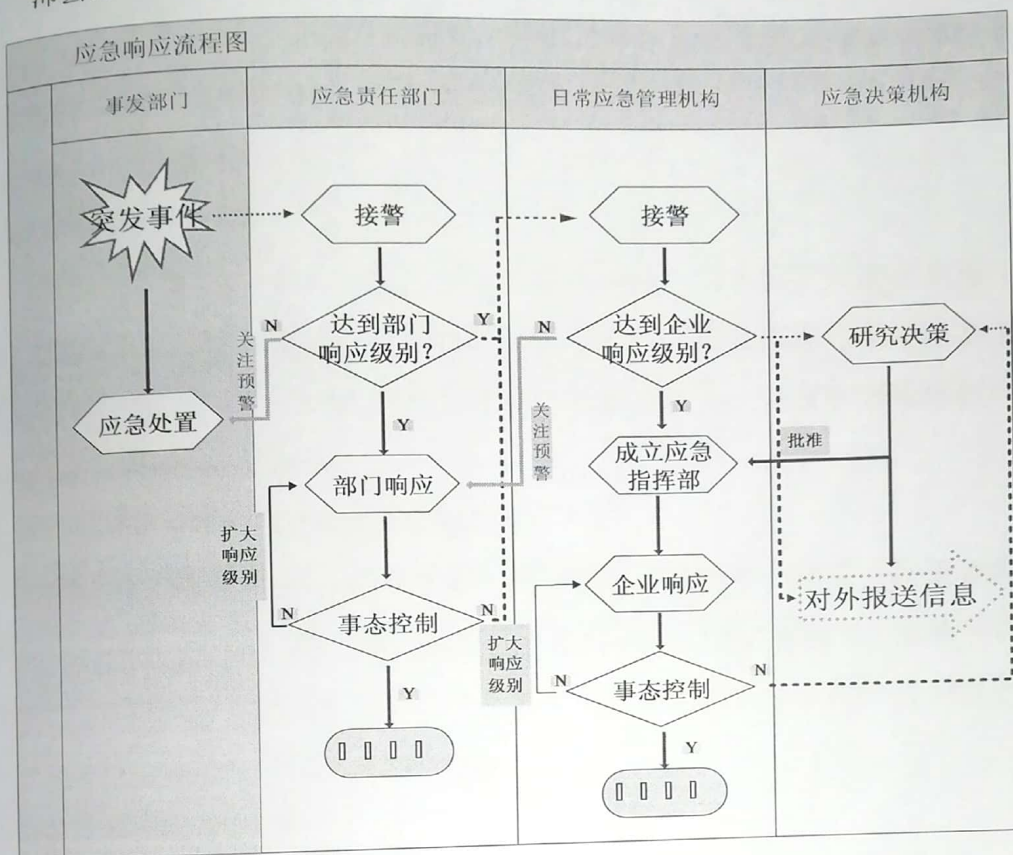 应急响应流程图
事发部门
应急责任部门
日常应急管理机构
应急决策机构
突发事件
接警
接警
达到部门
响应级别?
N
Y
关
注
预
警
达到企业
响应级别?
N
研究决策
应急处置
Y
Y
关
注
预
警
部门响应
成立应急
指挥部
批准
扩大
响应
级别
企业响应
对外报送信息
事态控制
N
N
扩大
响应
级别
事态控制
N
N
Y
Y